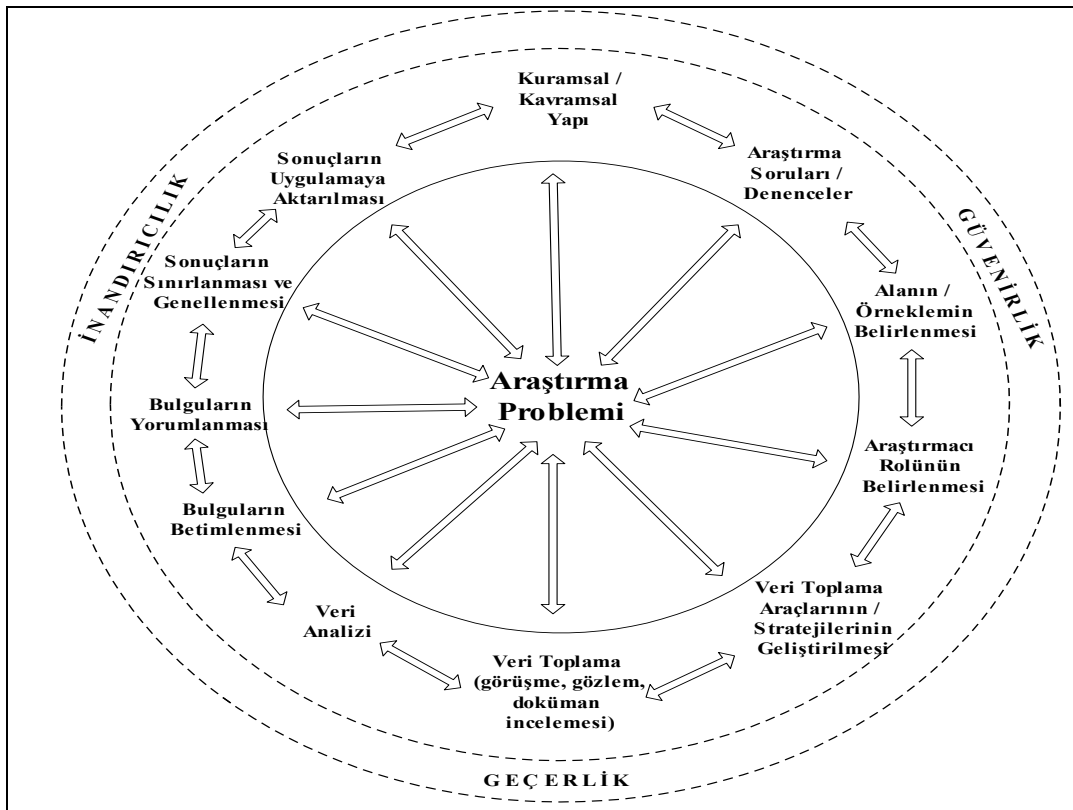 Kuramsal /
Kavramsal
Yapı
Araştırma
Soruları /
Denenceler
Alanın /
Örneklemin
Belirlenmesi
Araştırmacı
Rolünün
Belirlenmesi
Veri Toplama
Araçlarının /
Stratejilerinin
Geliştirilmesi
Veri Toplama
(görüşme, gözlem,
doküman
incelemesi)
Veri
Analizi
Bulguların
Betimlenmesi
Bulguların
Yorumlanması
Sonuçların
Sınırlanması ve
Genellenmesi
Sonuçların
Uygulamaya
Aktarılması
Araştırma
Problemi
İNANDIRICILIK
GÜVENİRLİK
GEÇERLİK